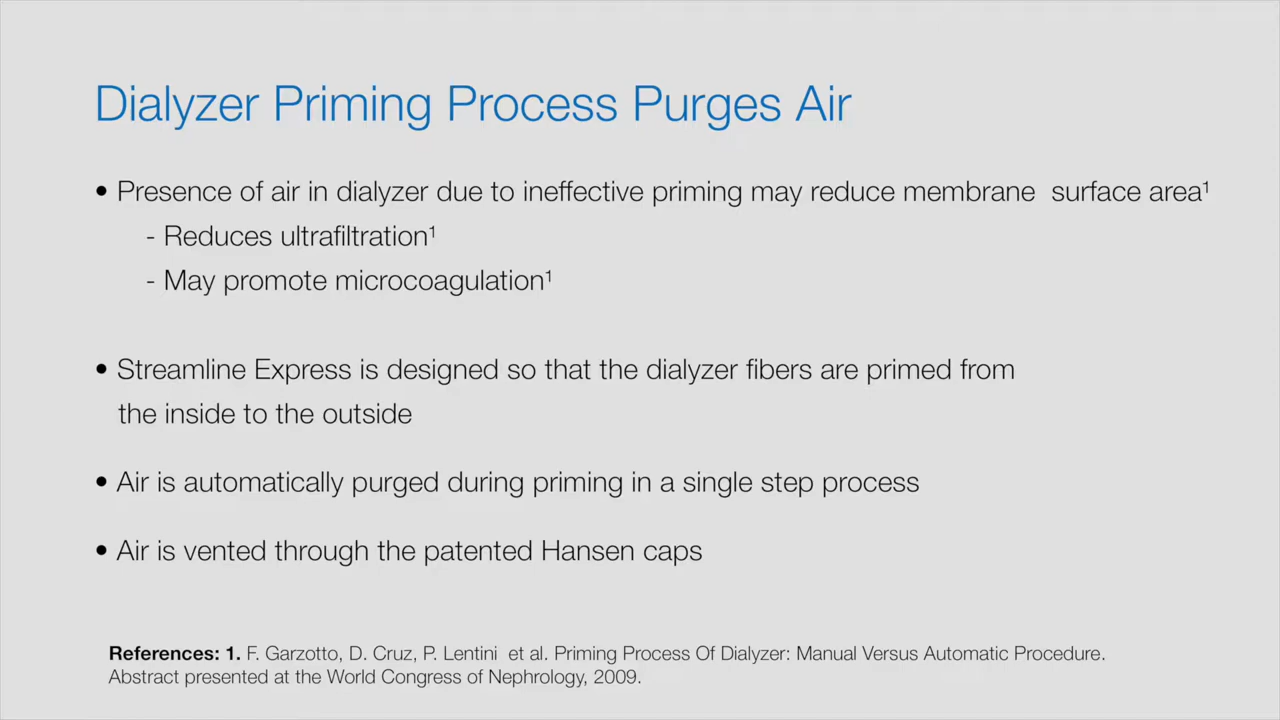 Dialyzer Priming Process Purges Air
• Presence of air in dialyzer due to ineffective priming may reduce membrane surface area¹
- Reduces ultrafiltration¹
- May promote microcoagulation¹
• Streamline Express is designed so that the dialyzer fibers are primed from
the inside to the outside
• Air is automatically purged during priming in a single step process
• Air is vented through the patented Hansen caps
References: 1. F. Garzotto, D. Cruz, P. Lentini et al. Priming Process Of Dialyzer: Manual Versus Automatic Procedure.
Abstract presented at the World Congress of Nephrology, 2009.